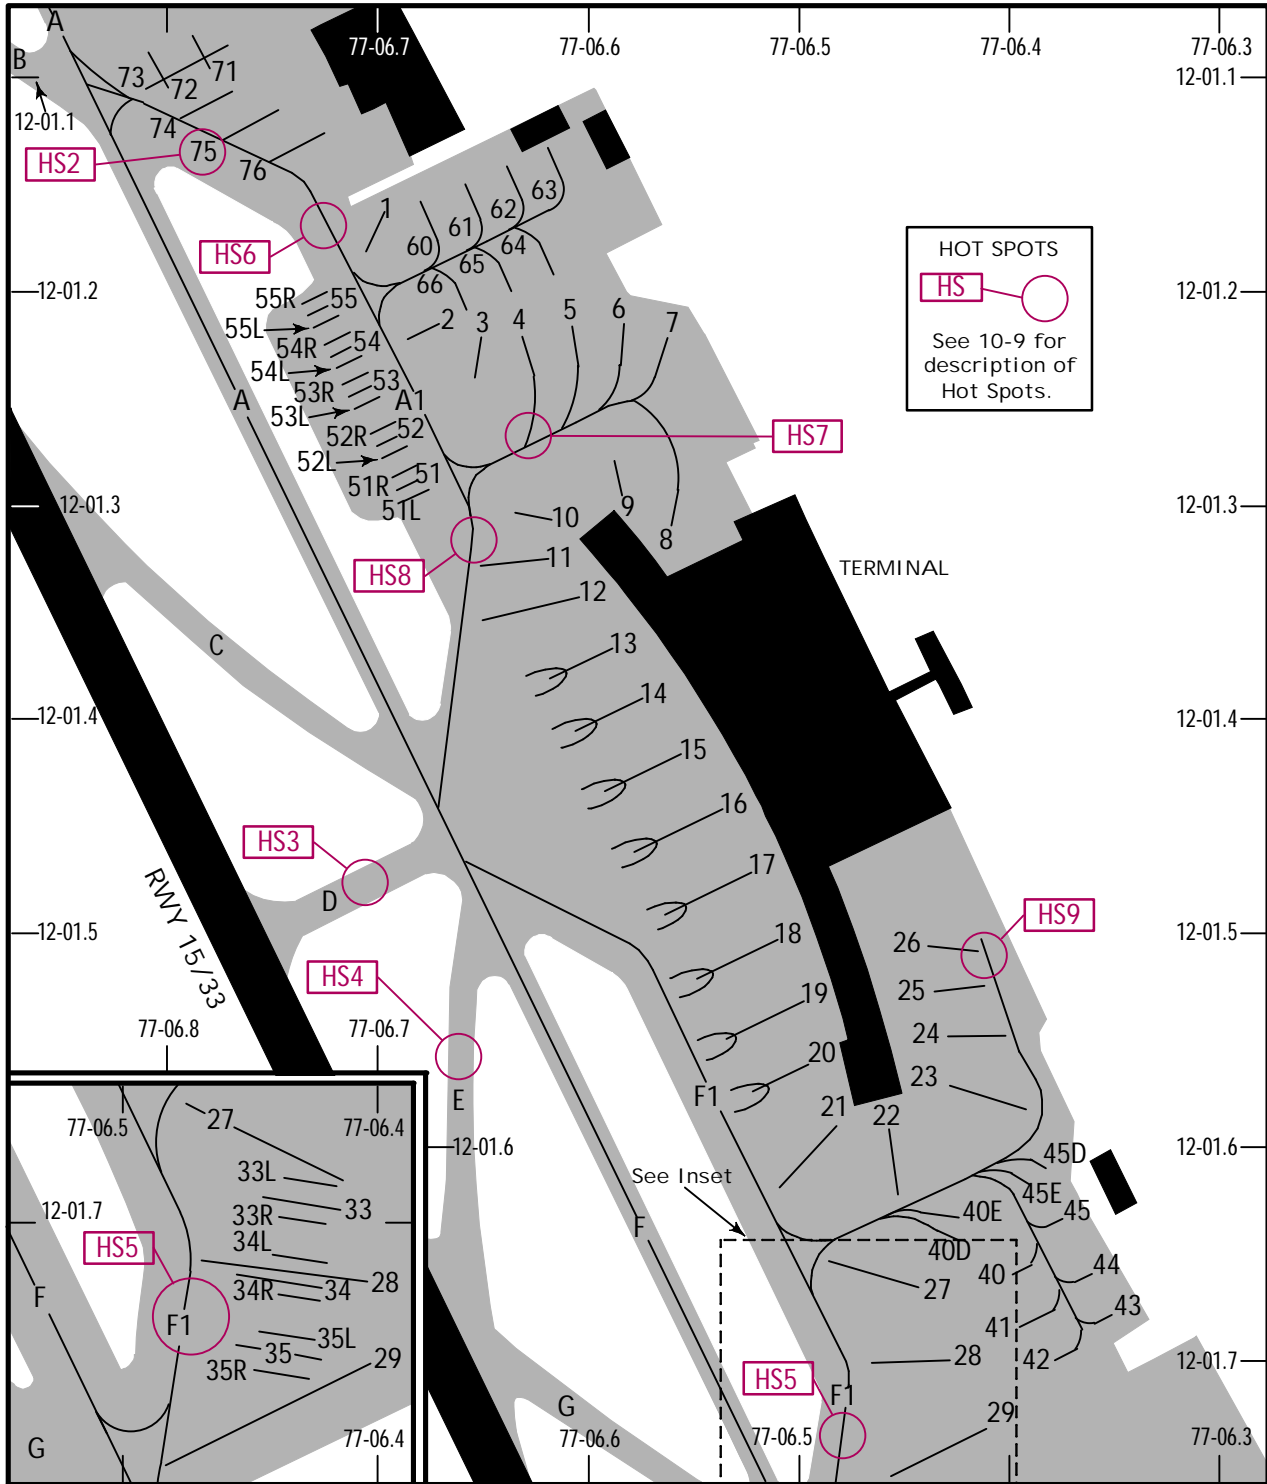 A
77-06.7
77-06.6
77-06.5
77-06.4
77-06.3
B
73
72
71
12-01.1
12-01.1
74
HS2
75
76
1
63
62
61
60
64
65
66
HS6
HOT SPOTS
HS
See 10-9 for
description of
Hot Spots.
12-01.2
55R
55
12-01.2
55L
54R
54
54L
53R
53
53L
52R
52
52L
51R
51
51L
2
3
4
5
6
7
A
A1
HS7
12-01.3
12-01.3
10
9
8
HS8
11
TERMINAL
12
C
13
14
12-01.4
12-01.4
15
16
HS3
17
D
RWY 15/33
HS9
12-01.5
18
26
12-01.5
HS4
25
19
77-06.8
77-06.7
24
20
E
F1
23
21
22
12-01.6
12-01.6
45D
See Inset
45E
45
40E
40D
F
40
44
27
41
43
28
42
12-01.7
HS5
F1
29
G
77-06.6
77-06.5
77-06.3
77-06.5
27
77-06.4
33L
12-01.7
33
33R
34L
HS5
28
34R
34
F
F1
35L
35
35R
29
G
77-06.4